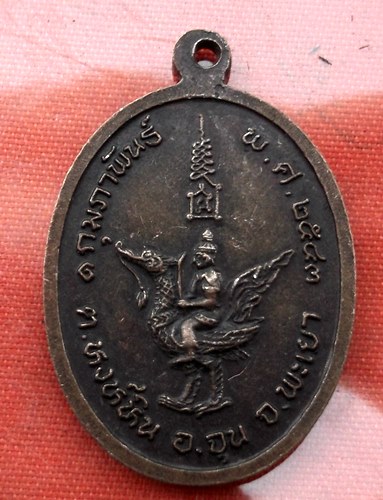 ๑ กุมภาพันธ์ พ.ศ. ๒๕๔๓
ต.หงษ์หิน อ.จุน จ.พะเยา